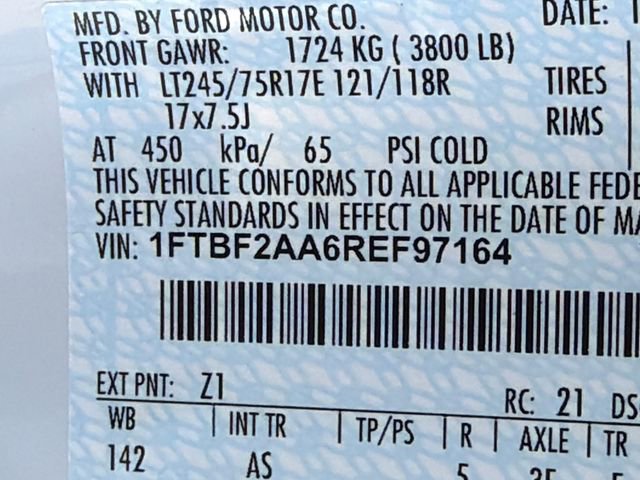 MFD. BY FORD MOTOR CO. DATE:
FRONT GAWR: 1724 KG ( 3800 LB)
WITH LT245/75R17E 121/118R TIRES
17x7.5J RIMS
AT 450 kPa/ 65 PSI COLD
THIS VEHICLE CONFORMS TO ALL APPLICABLE FEDE
SAFETY STANDARDS IN EFFECT ON THE DATE OF MA
VIN: 1FTBF2AA6REF97164
EXT PNT: Z1 RC: 21 DS
WB INT TR TP/PS R AXLE TR
142 AS